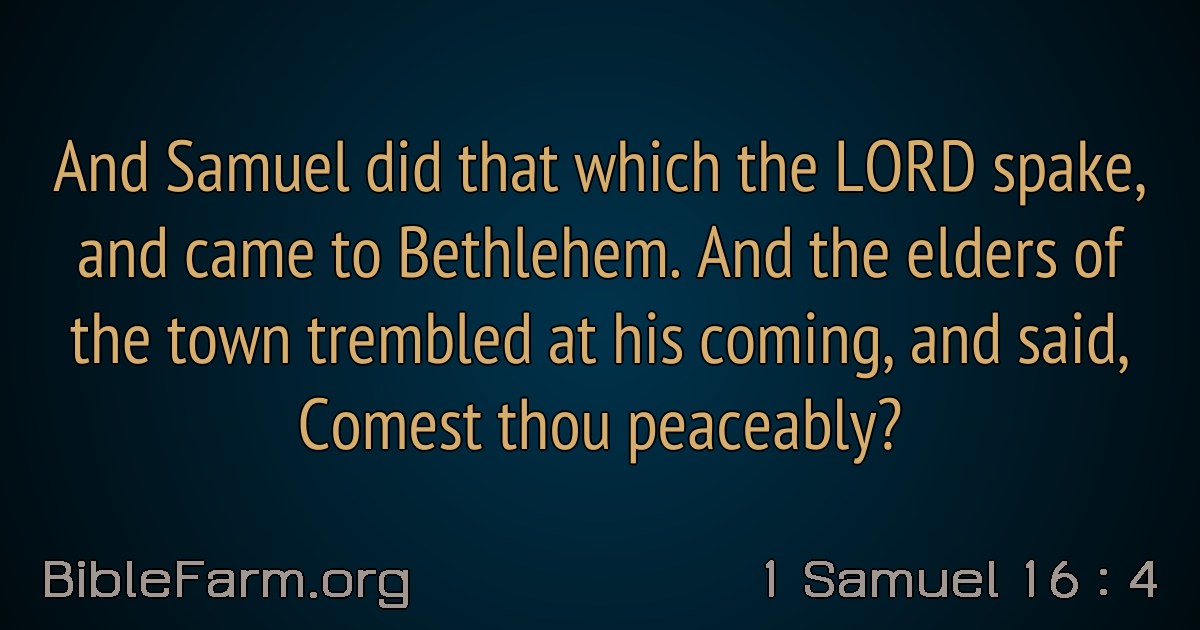 And Samuel did that which the LORD spake,
and came to Bethlehem. And the elders of
the town trembled at his coming, and said,
Comest thou peaceably?
BibleFarm.org
1 Samuel 16 : 4